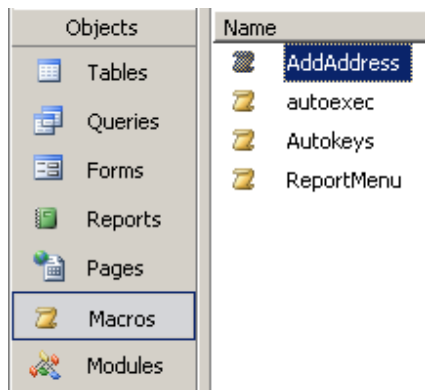 Objects
Tables
Queries
Forms
Reports
Pages
Macros
Modules
Name
AddAddress
autoexec
Autokeys
ReportMenu